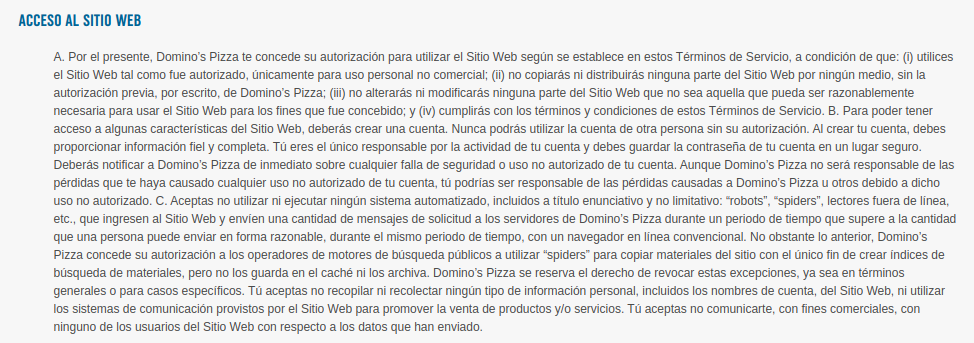 ACCESO AL SITIO WEB
A. Por el presente, Domino's Pizza te concede su autorización para utilizar el Sitio Web según se establece en estos Términos de Servicio, a condición de que: (i) utilices
el Sitio Web tal como fue autorizado, únicamente para uso personal no comercial; (ii) no copiarás ni distribuirás ninguna parte del Sitio Web por ningún medio, sin la
autorización previa, por escrito, de Domino's Pizza; (iii) no alterarás ni modificarás ninguna parte del Sitio Web que no sea aquella que pueda ser razonablemente
necesaria para usar el Sitio Web para los fines que fue concebido; y (iv) cumplirás con los términos y condiciones de estos Términos de Servicio. B. Para poder tener
acceso a algunas características del Sitio Web, deberás crear una cuenta. Nunca podrás utilizar la cuenta de otra persona sin su autorización. Al crear tu cuenta, debes
proporcionar información fiel y completa. Tú eres el único responsable por la actividad de tu cuenta y debes guardar la contraseña de tu cuenta en un lugar seguro.
Deberás notificar a Domino's Pizza de inmediato sobre cualquier falla de seguridad o uso no autorizado de tu cuenta. Aunque Domino's Pizza no será responsable de las
pérdidas que te haya causado cualquier uso no autorizado de tu cuenta, tú podrías ser responsable de las pérdidas causadas a Domino's Pizza u otros debido a dicho
uso no autorizado. C. Aceptas no utilizar ni ejecutar ningún sistema automatizado, incluidos a título enunciativo y no limitativo: “robots”, “spiders”, lectores fuera de línea,
etc., que ingresen al Sitio Web y envíen una cantidad de mensajes de solicitud a los servidores de Domino's Pizza durante un periodo de tiempo que supere a la cantidad
que una persona puede enviar en forma razonable, durante el mismo periodo de tiempo, con un navegador en línea convencional. No obstante lo anterior, Domino's
Pizza concede su autorización a los operadores de motores de búsqueda públicos a utilizar “spiders” para copiar materiales del sitio con el único fin de crear índices de
búsqueda de materiales, pero no los guarda en el caché ni los archiva. Domino's Pizza se reserva el derecho de revocar estas excepciones, ya sea en términos
generales o para casos específicos. Tú aceptas no recopilar ni recolectar ningún tipo de información personal, incluidos los nombres de cuenta, del Sitio Web, ni utilizar
los sistemas de comunicación provistos por el Sitio Web para promover la venta de productos y/o servicios. Tú aceptas no comunicarte, con fines comerciales, con
ninguno de los usuarios del Sitio Web con respecto a los datos que han enviado.